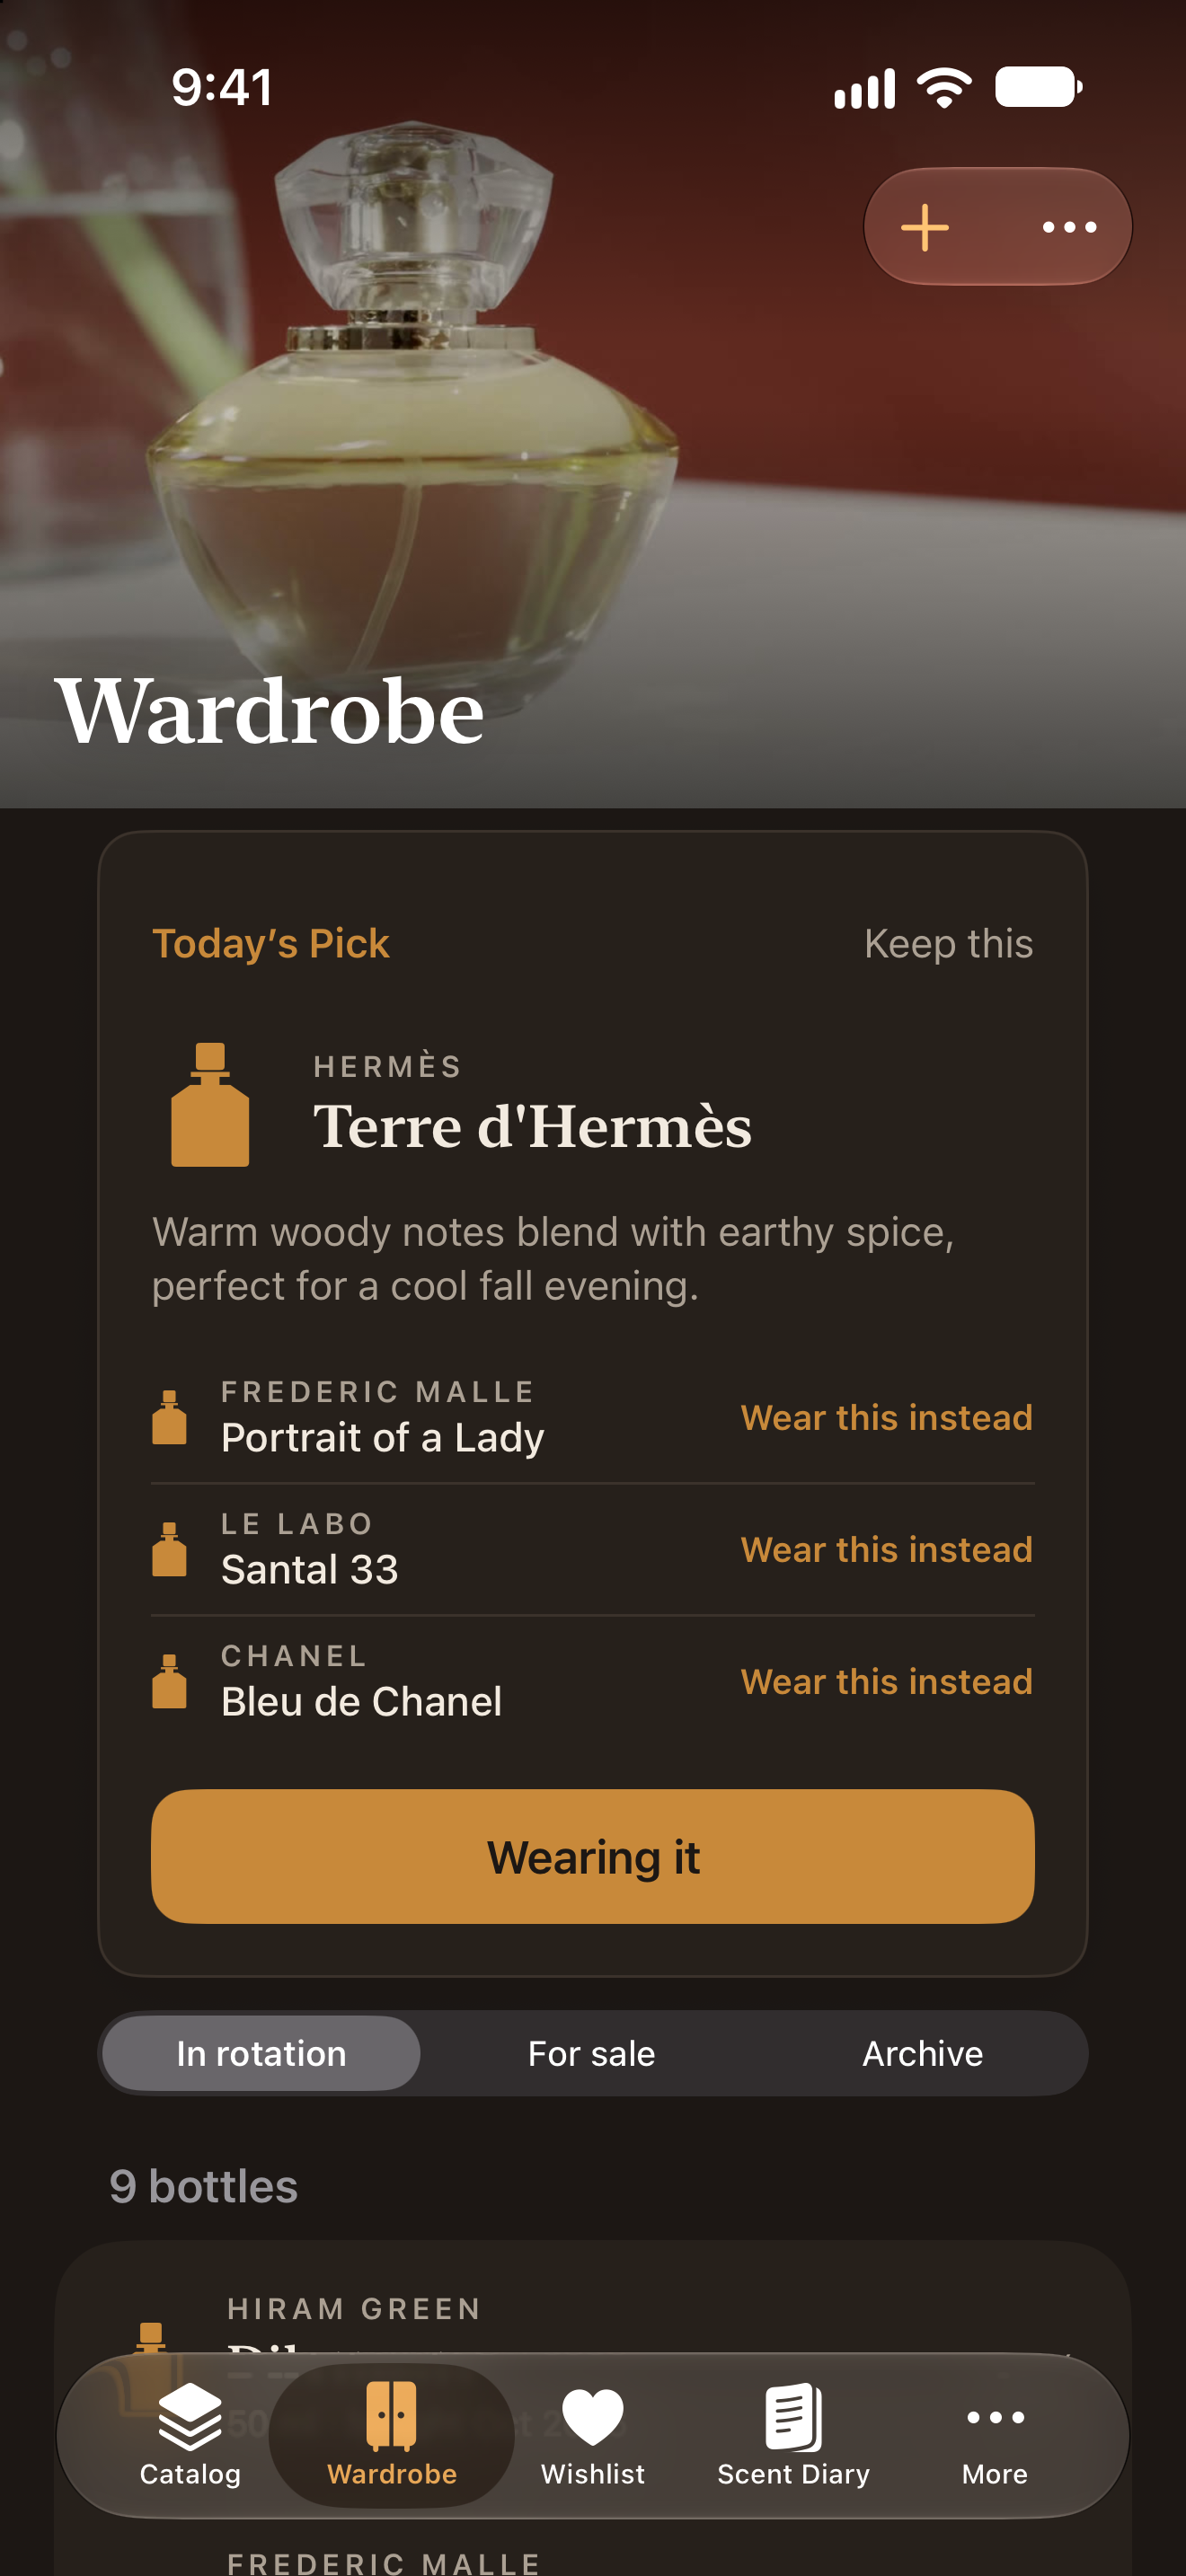 9:41
Wardrobe
Today’s Pick
Keep this
HERMÈS
Terre d'Hermès
Warm woody notes blend with earthy spice,
perfect for a cool fall evening.
FREDERIC MALLE
Portrait of a Lady
Wear this instead
LE LABO
Santal 33
Wear this instead
CHANEL
Bleu de Chanel
Wear this instead
Wearing it
In rotation
For sale
Archive
9 bottles
HIRAM GREEN
50
Catalog
Wardrobe
Wishlist
Scent Diary
More
FREDERIC MALLE